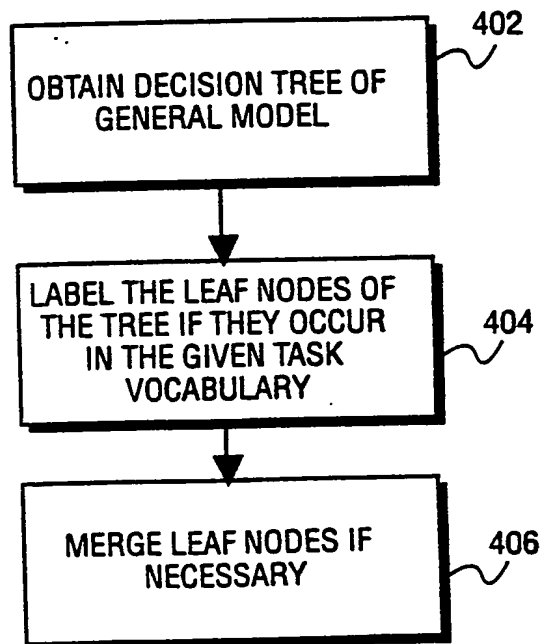 402
OBTAIN DECISION TREE OF
GENERAL MODEL
LABEL THE LEAF NODES OF
THE TREE IF THEY OCCUR
IN THE GIVEN TASK
VOCABULARY
404
MERGE LEAF NODES IF
NECESSARY
406